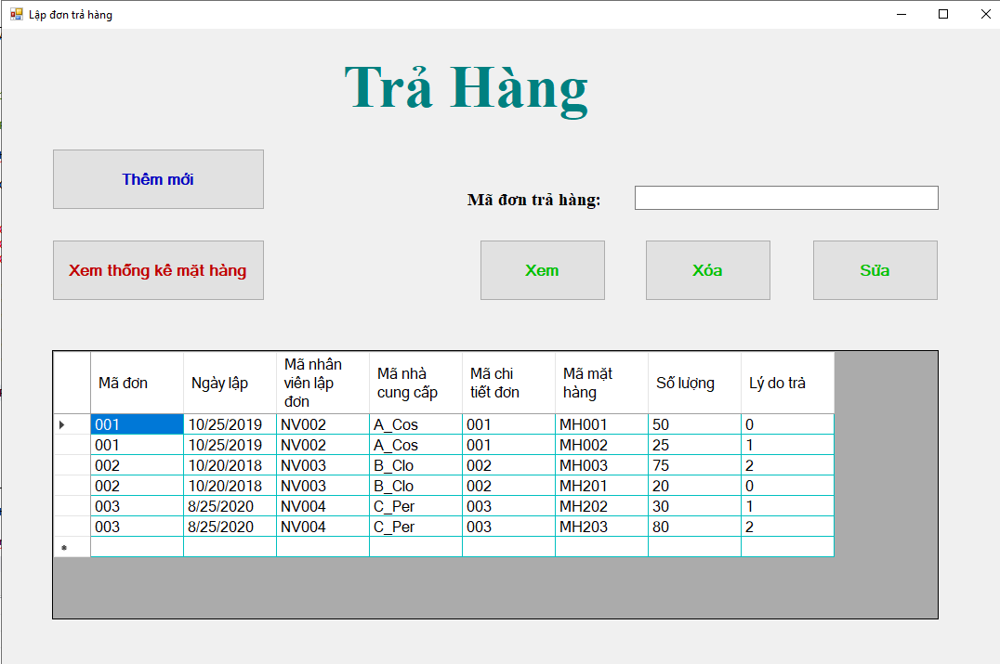 Lập đơn trả hàng
Trả Hàng
Thêm mới
Mã đơn trả hàng:
Xem thống kê mặt hàng
Xem
Xóa
Sửa
Mã đơn Ngày lập Mã nhân viên lập đơn Mã nhà cung cấp Mã chi tiết đơn Mã mặt hàng Số lượng Lý do trả
001 10/25/2019 NV002 A_Cos 001 MH001 50 0
001 10/25/2019 NV002 A_Cos 001 MH002 25 1
002 10/20/2018 NV003 B_Clo 002 MH003 75 2
002 10/20/2018 NV003 B_Clo 002 MH201 20 0
003 8/25/2020 NV004 C_Per 003 MH202 30 1
003 8/25/2020 NV004 C_Per 003 MH203 80 2